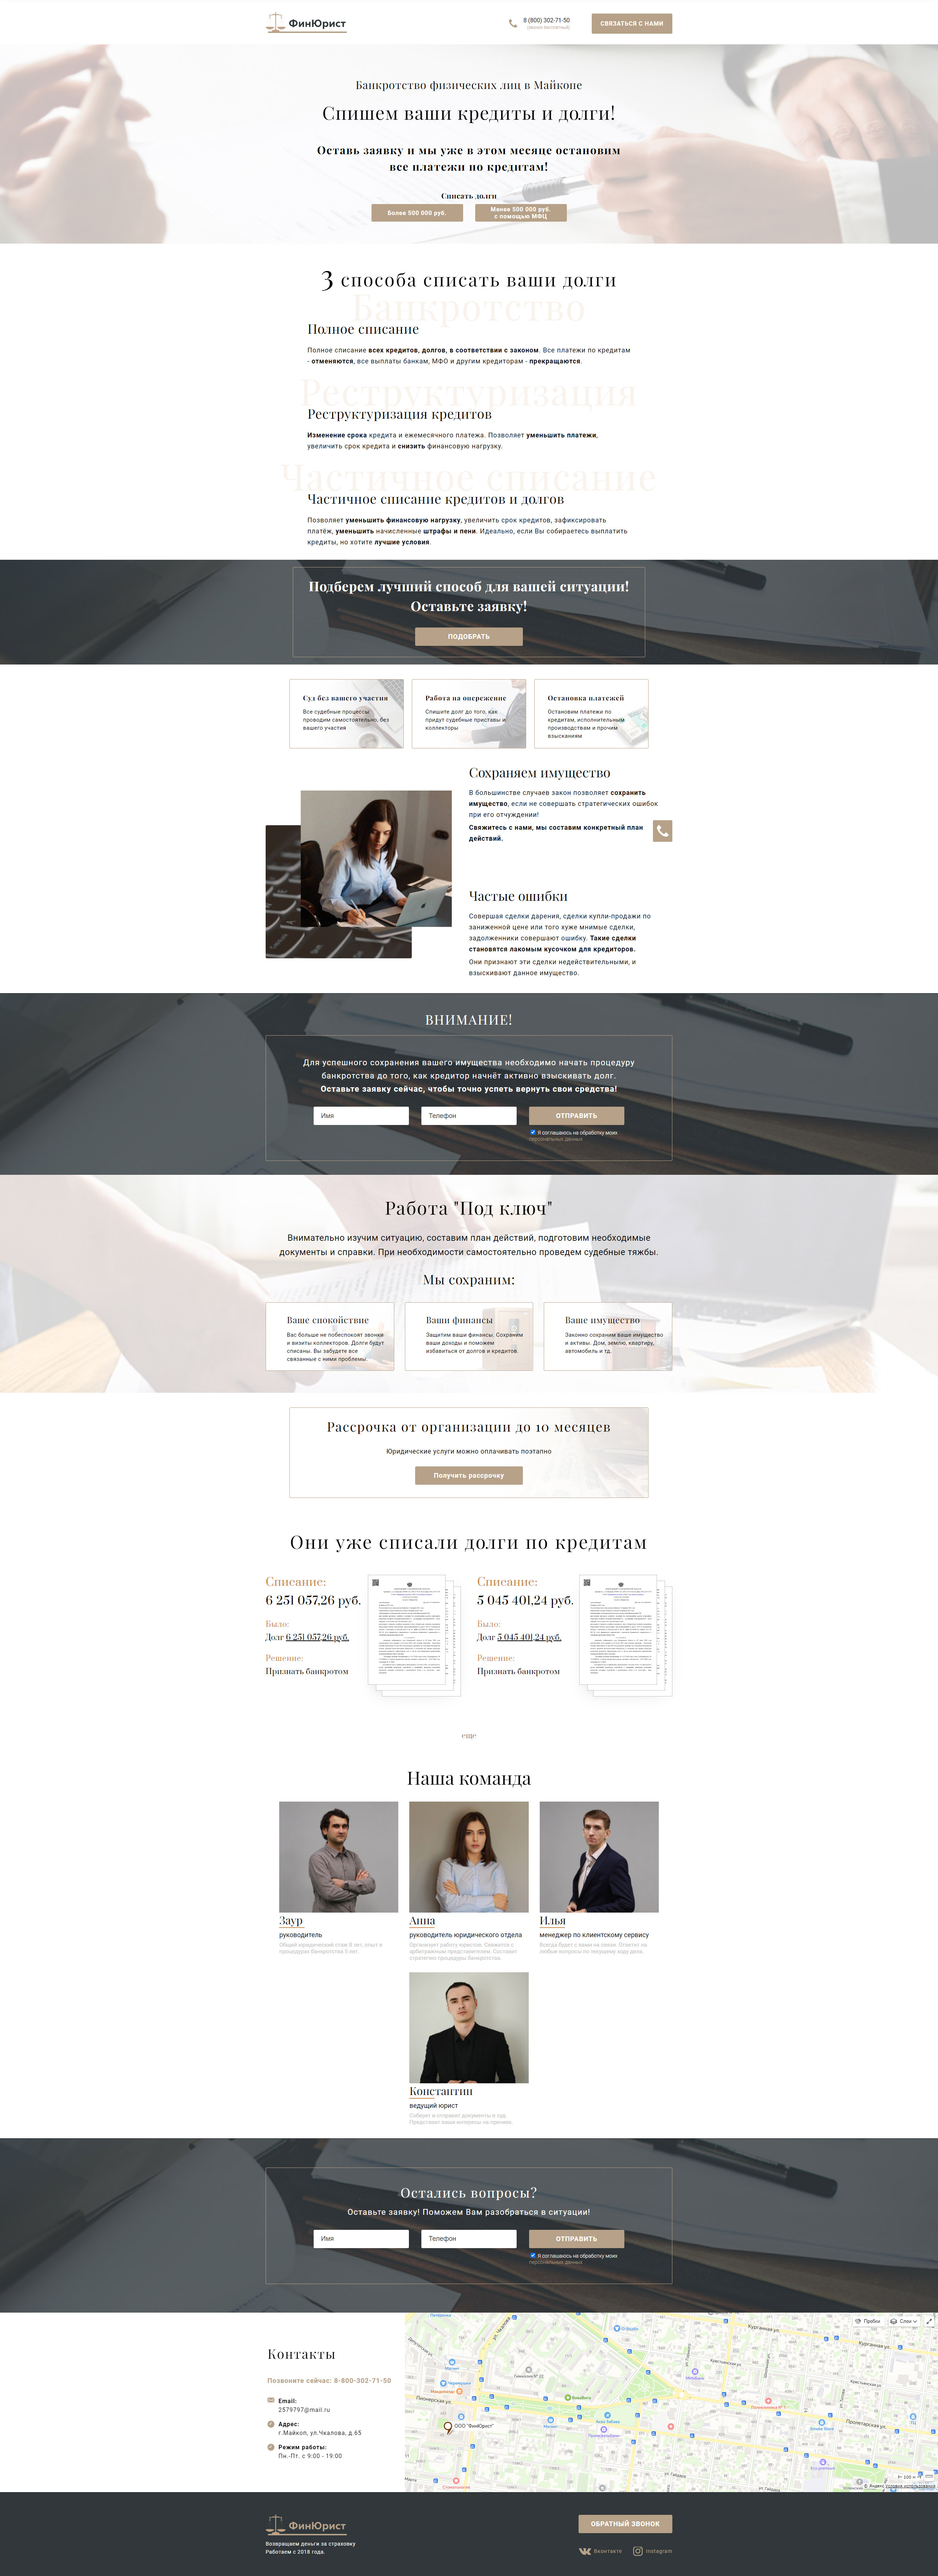 ФинЮрист
8 (800) 302-71-50
(звонок бесплатный)
СВЯЗАТЬСЯ С НАМИ
Банкротство физических лиц в Майкопе
Спишем ваши кредиты и долги!
Оставь заявку и мы уже в этом месяце остановим
все платежи по кредитам!
Списать долги
Более 500 000 руб.
Менее 500 000 руб.
с помощью МФЦ
3 способа списать ваши долги
Банкротство
Полное списание
Полное списание всех кредитов, долгов, в соответствии с законом. Все платежи по кредитам
- отменяются, все выплаты банкам, МФО и другим кредиторам - прекращаются.
Реструктуризация
Реструктуризация кредитов
Изменение срока кредита и ежемесячного платежа. Позволяет уменьшить платежи,
увеличить срок кредита и снизить финансовую нагрузку.
Частичное списание
Частичное списание кредитов и долгов
Позволяет уменьшить финансовую нагрузку, увеличить срок кредитов, зафиксировать
платёж, уменьшить начисленные штрафы и пени. Идеально, если Вы собираетесь выплатить
кредиты, но хотите лучшие условия.
Подберем лучший способ для вашей ситуации!
Оставьте заявку!
ПОДОБРАТЬ
Суд без вашего участия
Все судебные процессы
проводим самостоятельно, без
вашего участия
Работа на опережение
Спишите долг до того, как
придут судебные приставы и
коллекторы
Остановка платежей
Остановим платежи по
кредитам, исполнительным
производствам и прочим
взысканиям
Сохраняем имущество
В большинстве случаев закон позволяет сохранить
имущество, если не совершать стратегических ошибок
при его отчуждении!
Свяжитесь с нами, мы составим конкретный план
действий.
Частые ошибки
Совершая сделки дарения, сделки купли-продажи по
заниженной цене или того хуже мнимые сделки,
задолженники совершают ошибку. Такие сделки
становятся лакомым кусочком для кредиторов.
Они признают эти сделки недействительными, и
взыскивают данное имущество.
ВНИМАНИЕ!
Для успешного сохранения вашего имущества необходимо начать процедуру
банкротства до того, как кредитор начнёт активно взыскивать долг.
Оставьте заявку сейчас, чтобы точно успеть вернуть свои средства!
Имя
Телефон
ОТПРАВИТЬ
Я соглашаюсь на обработку моих
персональных данных
Работа "Под ключ"
Внимательно изучим ситуацию, составим план действий, подготовим необходимые
документы и справки. При необходимости самостоятельно проведем судебные тяжбы.
Мы сохраним:
Ваше спокойствие
Вас больше не побеспокоят звонки
и визиты коллекторов. Долги будут
списаны. Вы забудете все
связанные с ними проблемы.
Ваши финансы
Защитим ваши финансы. Сохраним
ваши доходы и поможем
избавиться от долгов и кредитов.
Ваше имущество
Законно сохраним ваше имущество
и активы. Дом, землю, квартиру,
автомобиль и тд.
Рассрочка от организации до 10 месяцев
Юридические услуги можно оплачивать поэтапно
Получить рассрочку
Они уже списали долги по кредитам
Списание:
6 251 057,26 руб.
Было:
Долг 6 251 057,26 руб.
Решение:
Признать банкротом
Списание:
5 045 401,24 руб.
Было:
Долг 5 045 401,24 руб.
Решение:
Признать банкротом
еще
Наша команда
Заур
руководитель
Общий юридический стаж 8 лет, опыт в
процедурах банкротства 5 лет.
Анна
руководитель юридического отдела
Организует работу юристов. Свяжется с
арбитражным представителем. Составит
стратегию процедуры банкротства.
Илья
менеджер по клиентскому сервису
Всегда будет с вами на связи. Ответит на
любые вопросы по текущему ходу дела.
Константин
ведущий юрист
Соберет и отправит документы в суд.
Представит ваши интересы на приеме.
Остались вопросы?
Оставьте заявку! Поможем Вам разобраться в ситуации!
Имя
Телефон
ОТПРАВИТЬ
Я соглашаюсь на обработку моих
персональных данных
Контакты
Позвоните сейчас: 8-800-302-71-50
Email:
2579797@mail.ru
Адрес:
г.Майкоп, ул.Чкалова, д.65
Режим работы:
Пн.-Пт. с 9:00 - 19:00
Пробки
Слои
Курганная ул.
Курганная ул.
Пионерская ул.
Пролетарская ул.
ООО "ФинЮрист"
100 м
© Яндекс Условия использования
ФинЮрист
Возвращаем деньги за страховку
Работаем с 2018 года.
ОБРАТНЫЙ ЗВОНОК
Вконтакте
Instagram